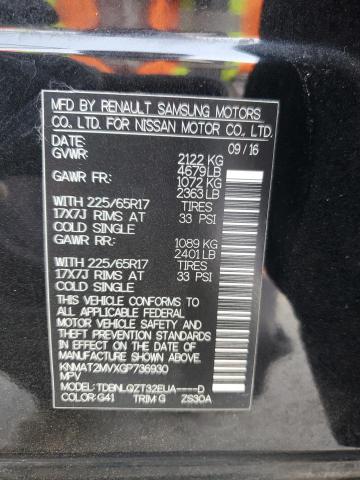 MFD BY RENAULT SAMSUNG MOTORS
CO. LTD. FOR NISSAN MOTOR CO., LTD.
DATE: 09/16
GVWR: 2122 KG
4679 LB
GAWR FR: 1072 KG
2363 LB
WITH 225/65R17 TIRES
17X7J RIMS AT 33 PSI
COLD SINGLE
GAWR RR: 1089 KG
2401 LB
WITH 225/65R17 TIRES
17X7J RIMS AT 33 PSI
COLD SINGLE
THIS VEHICLE CONFORMS TO
ALL APPLICABLE FEDERAL
MOTOR VEHICLE SAFETY,
BUMPER, AND THEFT
PREVENTION STANDARDS IN
EFFECT ON THE DATE OF
MANUFACTURE SHOWN ABOVE.
KNMAT2MVXGP736930
MPV
MODEL: TDBNLQZT32EUA----D
COLOR: G41 TRIM G ZS30A